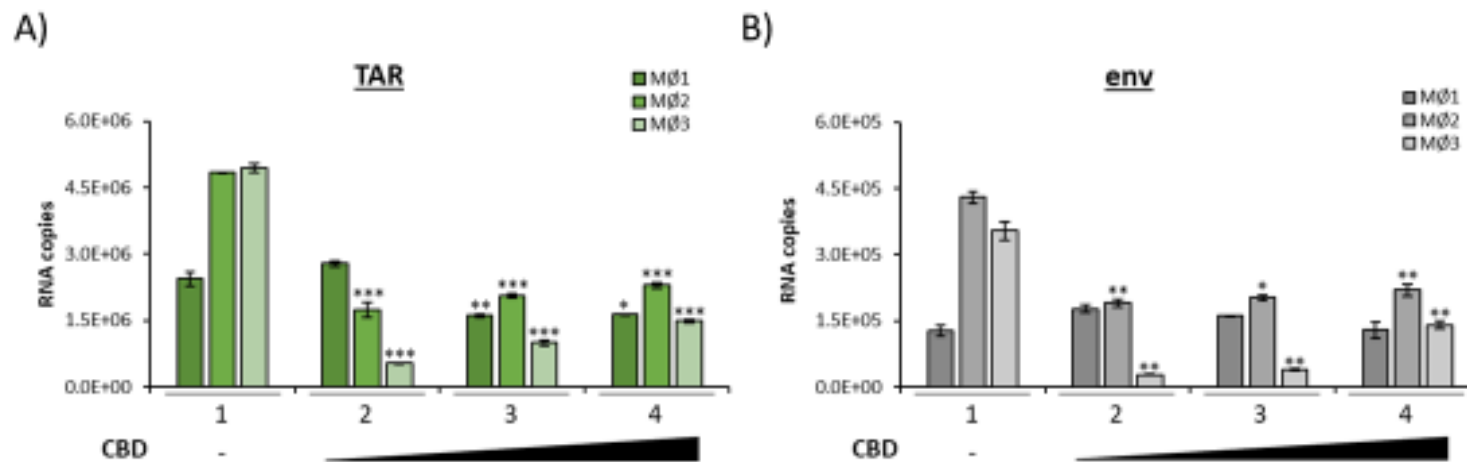 A)
TAR
MØ1
MØ2
MØ3
6.0E+06
4.5E+06
3.0E+06
1.5E+06
0.0E+00
RNA copies
***
***
**
***
***
*
***
***
1
2
3
4
CBD
-
B)
env
MØ1
MØ2
MØ3
6.0E+05
4.5E+05
3.0E+05
1.5E+05
0.0E+00
RNA copies
**
**
*
**
**
**
1
2
3
4
CBD
-